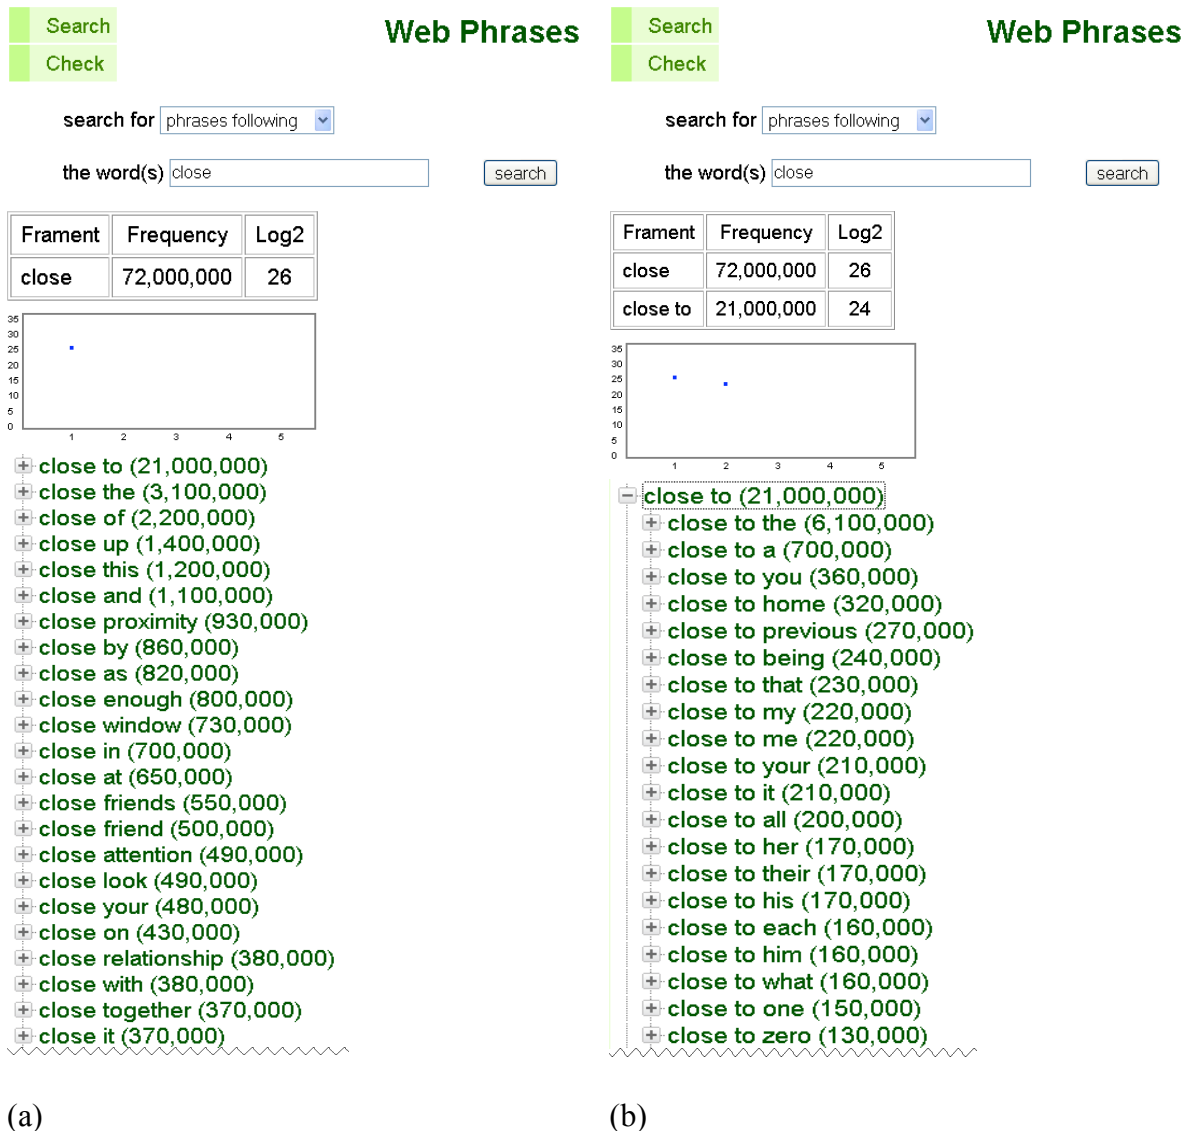 Search
Check
Web Phrases
search for phrases following
the word(s) close search
Frament Frequency Log2
close 72,000,000 26
35
30
25
20
15
10
5
0
1 2 3 4 5
close to (21,000,000)
close the (3,100,000)
close of (2,200,000)
close up (1,400,000)
close this (1,200,000)
close and (1,100,000)
close proximity (930,000)
close by (860,000)
close as (820,000)
close enough (800,000)
close window (730,000)
close in (700,000)
close at (650,000)
close friends (550,000)
close friend (500,000)
close attention (490,000)
close look (490,000)
close your (480,000)
close on (430,000)
close relationship (380,000)
close with (380,000)
close together (370,000)
close it (370,000)
(a)
Search
Check
Web Phrases
search for phrases following
the word(s) close search
Frament Frequency Log2
close 72,000,000 26
close to 21,000,000 24
35
30
25
20
15
10
5
0
1 2 3 4 5
close to (21,000,000)
close to the (6,100,000)
close to a (700,000)
close to you (360,000)
close to home (320,000)
close to previous (270,000)
close to being (240,000)
close to that (230,000)
close to my (220,000)
close to me (220,000)
close to your (210,000)
close to it (210,000)
close to all (200,000)
close to her (170,000)
close to their (170,000)
close to his (170,000)
close to each (160,000)
close to him (160,000)
close to what (160,000)
close to one (150,000)
close to zero (130,000)
(b)